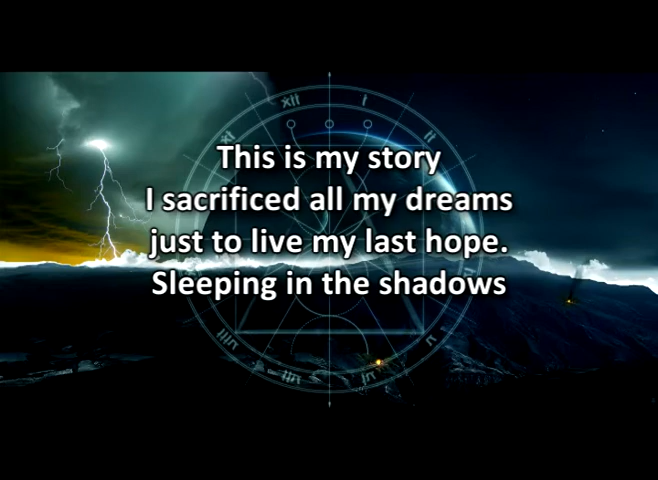 This is my story
I sacrificed all my dreams
just to live my last hope.
Sleeping in the shadows